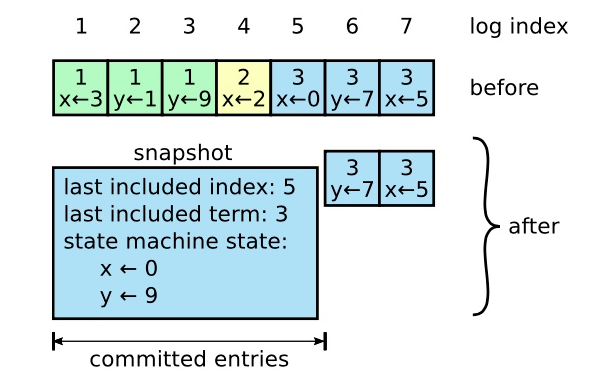 1 2 3 4 5 6 7 log index
1 1 1 2 3 3 3
x←3 y←1 y←9 x←2 x←0 y←7 x←5
before
snapshot
3 3
y←7 x←5
last included index: 5
last included term: 3
state machine state:
x ← 0
y ← 9
after
committed entries